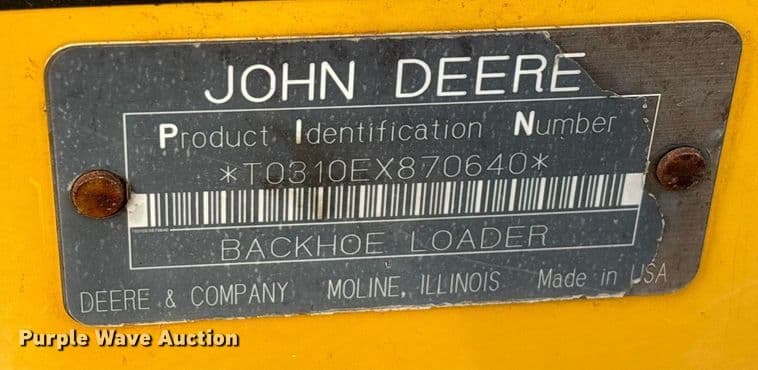 JOHN DEERE
Product Identification Number
*T0310EX870640*
BACKHOE LOADER
DEERE & COMPANY MOLINE, ILLINOIS Made in USA
Purple Wave Auction